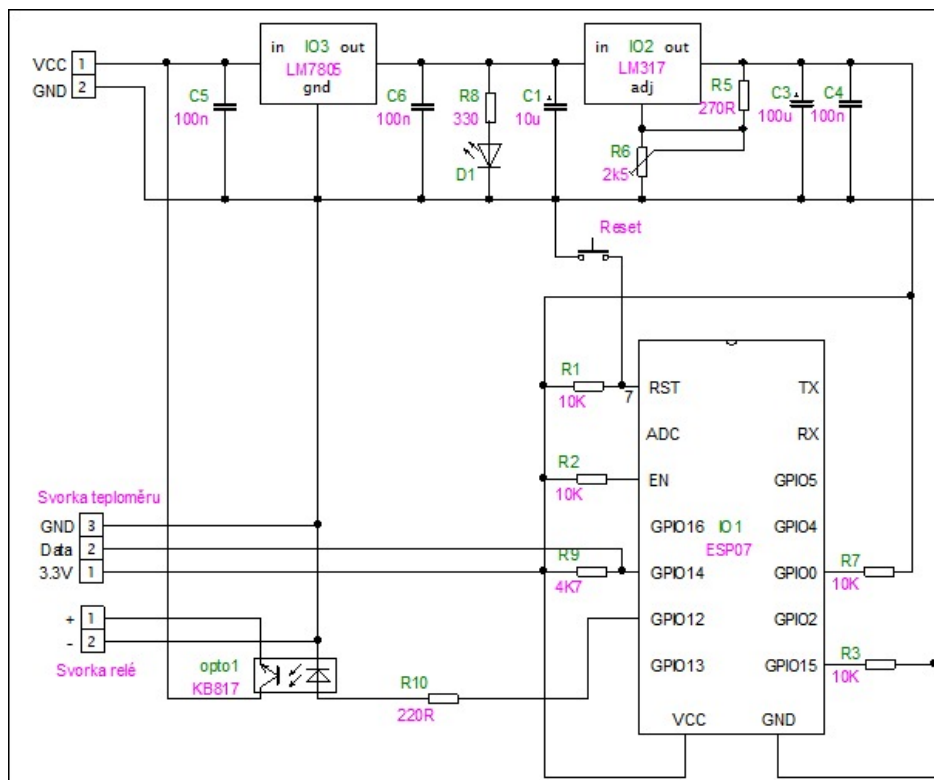 VCC 1
GND 2
C5
100n
in IO3 out
LM7805
gnd
C6
100n
R8
330
D1
C1
10u
in IO2 out
LM317
adj
R5
270R
R6
2k5
C3
100u
C4
100n
Reset
R1
10K
7
RST
TX
ADC
RX
R2
10K
EN
GPIO5
Svorka teploměru
GND 3
Data 2
3.3V 1
GPIO16
IO1
ESP07
GPIO4
R9
4K7
GPIO14
GPIO0
R7
10K
+ 1
- 2
Svorka relé
GPIO12
GPIO2
opto1
KB817
GPIO13
GPIO15
R3
10K
R10
220R
VCC
GND